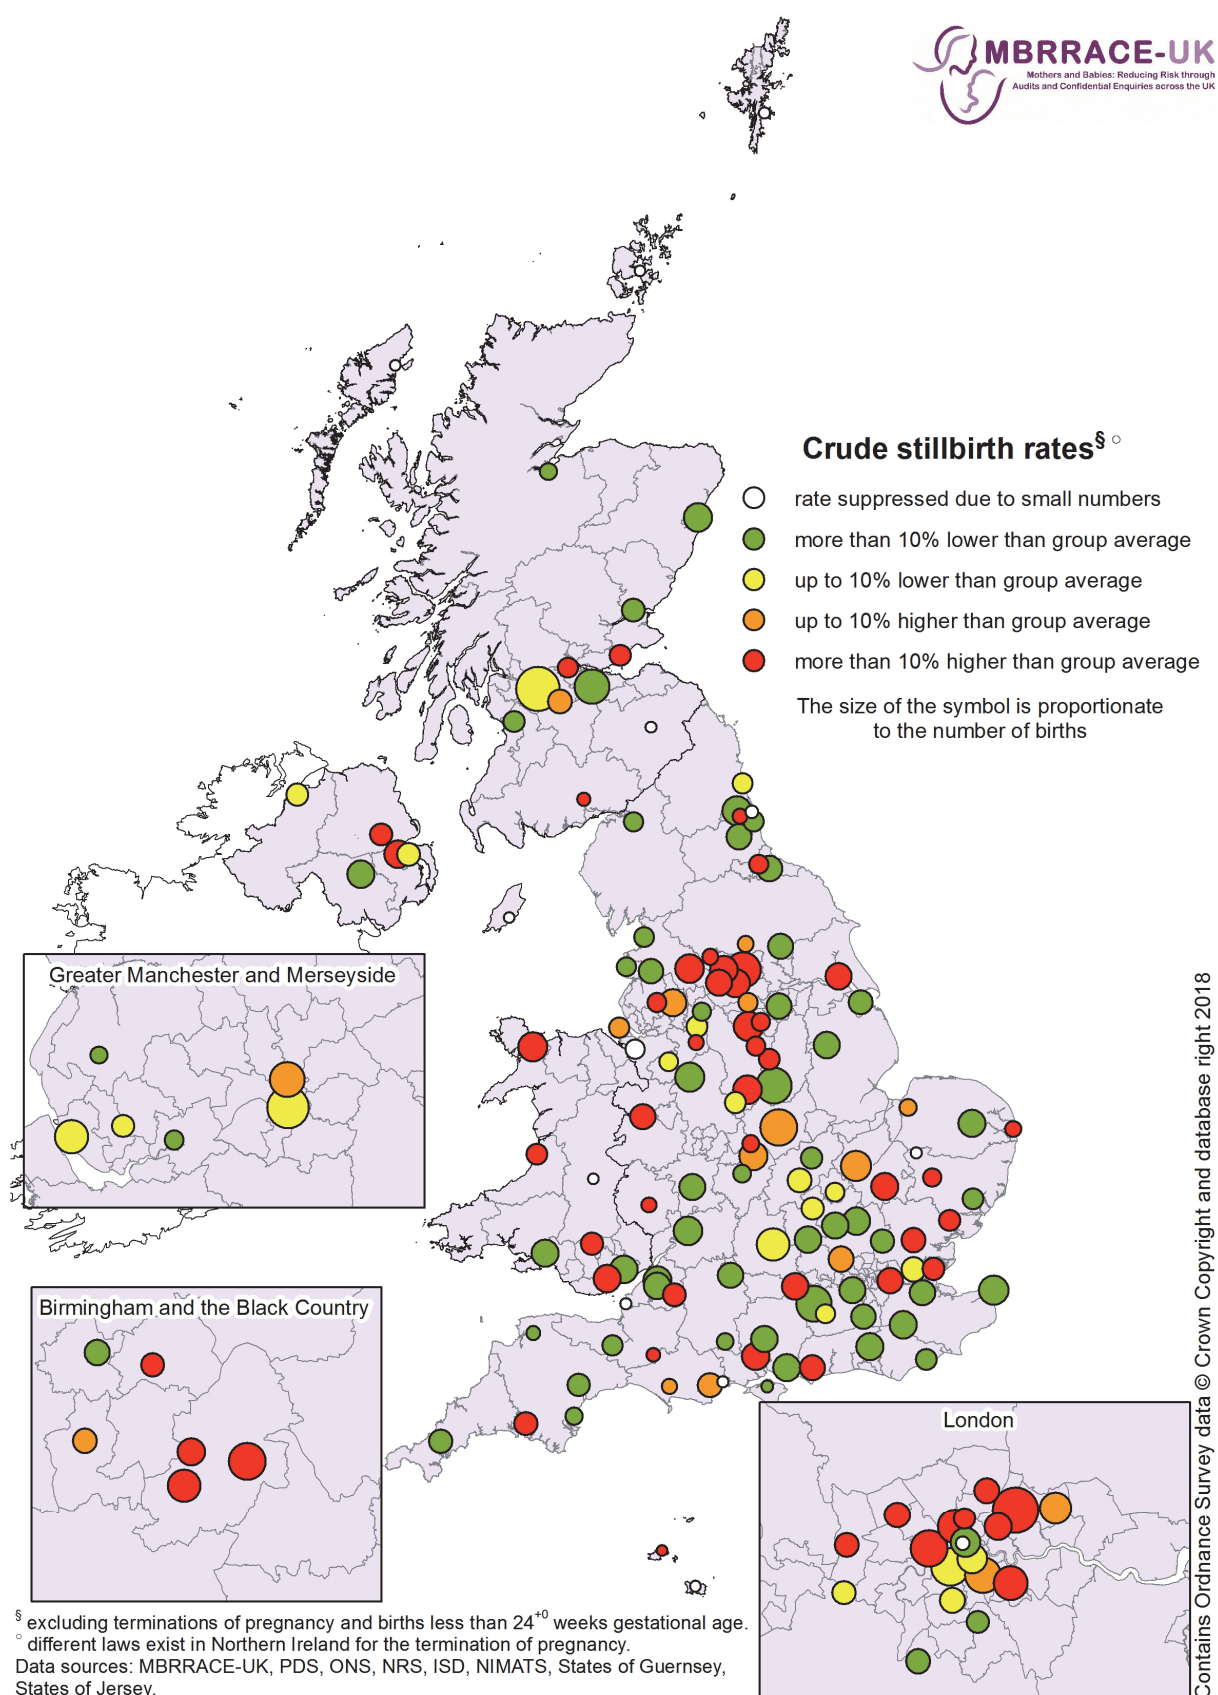 MBRRACE-UK
Mothers and Babies: Reducing Risk through
Audits and Confidential Enquiries across the UK
Crude stillbirth rates§ ○
rate suppressed due to small numbers
more than 10% lower than group average
up to 10% lower than group average
up to 10% higher than group average
more than 10% higher than group average
The size of the symbol is proportionate
to the number of births
Greater Manchester and Merseyside
Birmingham and the Black Country
London
§ excluding terminations of pregnancy and births less than 24+0 weeks gestational age.
○ different laws exist in Northern Ireland for the termination of pregnancy.
Data sources: MBRRACE-UK, PDS, ONS, NRS, ISD, NIMATS, States of Guernsey,
States of Jersey.
Contains Ordnance Survey data © Crown Copyright and database right 2018